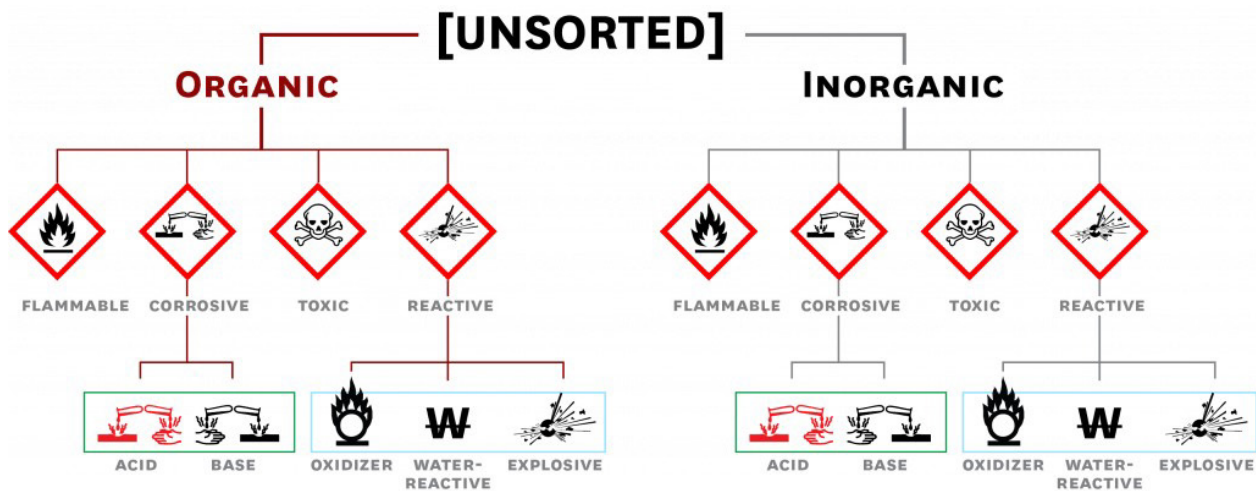 [UNSORTED]
ORGANIC
INORGANIC
FLAMMABLE
CORROSIVE
TOXIC
REACTIVE
FLAMMABLE
CORROSIVE
TOXIC
REACTIVE
W
W
ACID
BASE
OXIDIZER
WATER-
REACTIVE
EXPLOSIVE
ACID
BASE
OXIDIZER
WATER-
REACTIVE
EXPLOSIVE